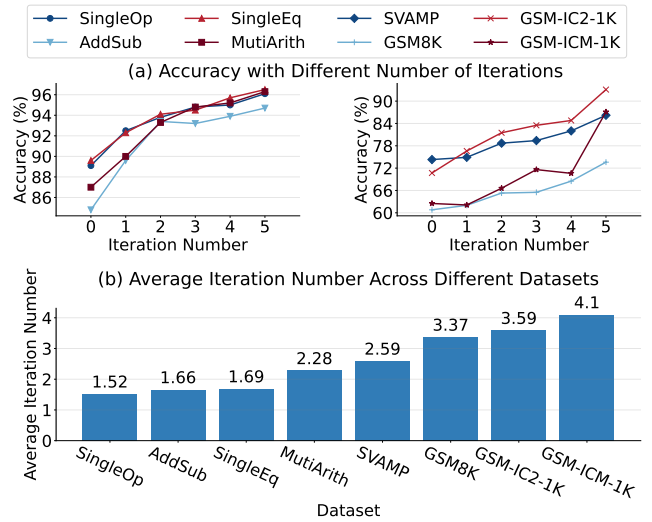 SingleOp SingleEq SVAMP GSM-IC2-1K
AddSub MutiArith GSM8K GSM-ICM-1K
(a) Accuracy with Different Number of Iterations
Accuracy (%)
96
94
92
90
88
86
0 1 2 3 4 5
Iteration Number
Accuracy (%)
90
84
78
72
66
60
0 1 2 3 4 5
Iteration Number
(b) Average Iteration Number Across Different Datasets
Average Iteration Number
4
3
2
1
0
1.52 1.66 1.69 2.28 2.59 3.37 3.59 4.1
SingleOp AddSub SingleEq MutiArith SVAMP GSM8K GSM-IC2-1K GSM-ICM-1K
Dataset